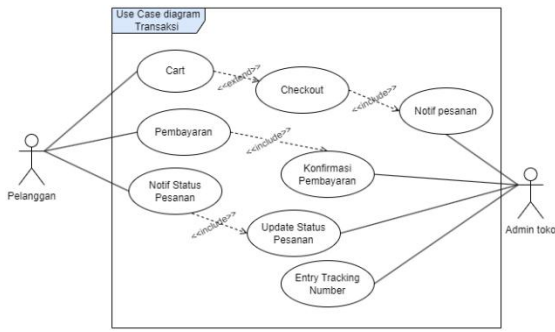 Use Case diagram
Transaksi
Cart
<<extend>>
Checkout
<<include>>
Notif pesanan
Pembayaran
<<include>>
Konfirmasi
Pembayaran
Notif Status
Pesanan
<<include>>
Update Status
Pesanan
Entry Tracking
Number
Pelanggan
Admin toko